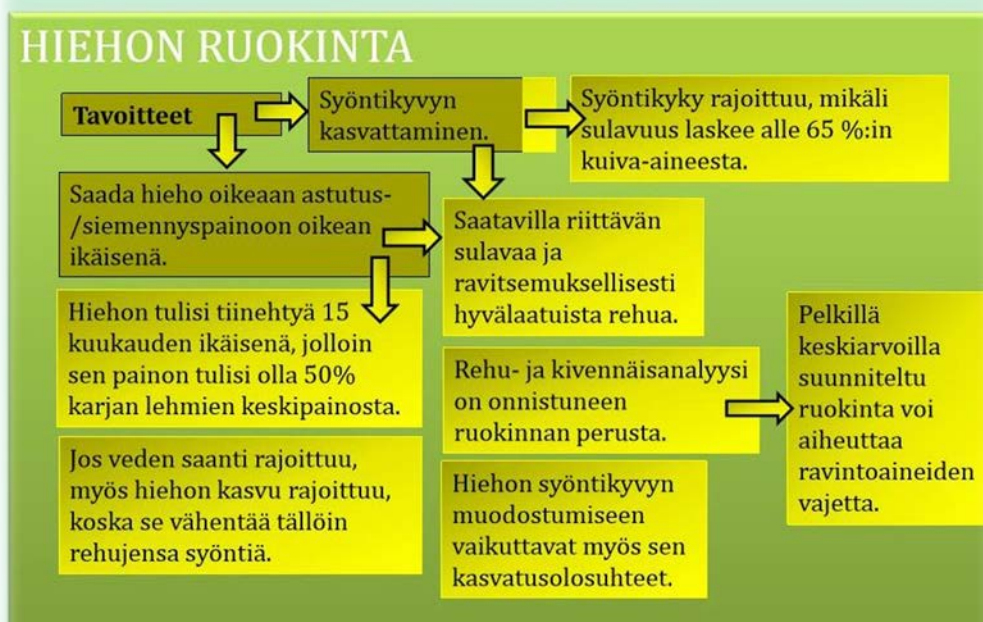 HIEHON RUOKINTA
Tavoitteet
Syöntikyvyn
kasvattaminen.
Syöntikyky rajoittuu, mikäli
sulavuus laskee alle 65 %:in
kuiva-aineesta.
Saada hieho oikeaan astutus-
/siemennyspainoon oikean
ikäisenä.
Saatavilla riittävän
sulavaa ja
ravitsemuksellisesti
hyvälaatuista rehua.
Hiehon tulisi tiinehtyä 15
kuukauden ikäisenä, jolloin
sen painon tulisi olla 50%
karjan lehmien keskipainosta.
Rehu- ja kivennäisanalyysi
on onnistuneen
ruokinnan perusta.
Pelkillä
keskiarvoilla
suunniteltu
ruokinta voi
aiheuttaa
ravintoaineiden
vajetta.
Jos veden saanti rajoittuu,
myös hiehon kasvu rajoittuu,
koska se vähentää tällöin
rehujensa syöntiä.
Hiehon syöntikyvyn
muodostumiseen
vaikuttavat myös sen
kasvatusolosuhteet.